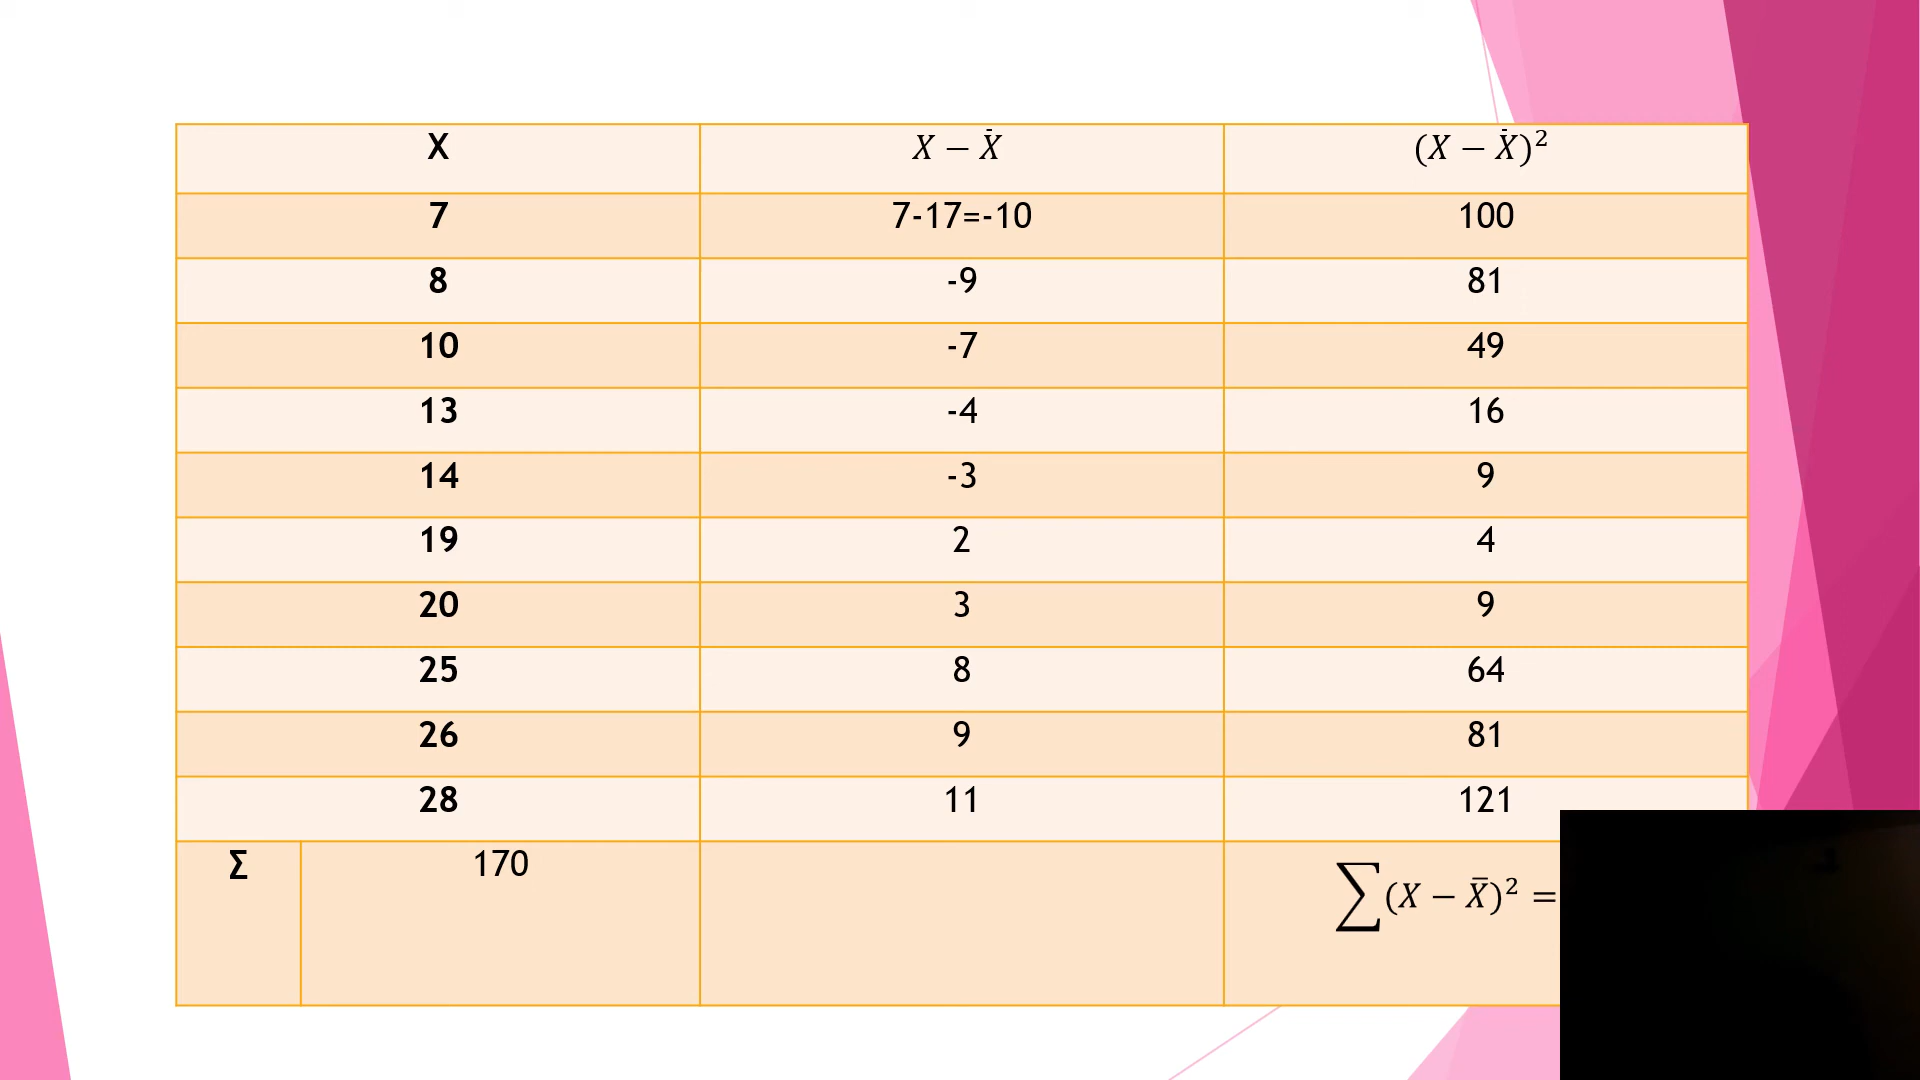 X X − X̄ (X − X̄)²
7 7-17=-10 100
8 -9 81
10 -7 49
13 -4 16
14 -3 9
19 2 4
20 3 9
25 8 64
26 9 81
28 11 121
Σ 170 ∑(X − X̄)² =